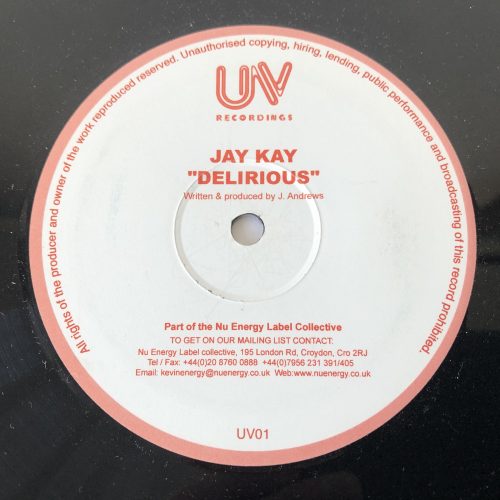 All rights of the producer and owner of the work reproduced reserved. Unauthorised copying, hiring, lending, public performance and broadcasting of this record prohibited.
UV
RECORDINGS
JAY KAY
"DELIRIOUS"
Written & produced by J. Andrews
Part of the Nu Energy Label Collective
TO GET ON OUR MAILING LIST CONTACT:
Nu Energy Label collective, 195 London Rd, Croydon, Cro 2RJ
Tel / Fax: +44(0)20 8760 0888 +44(0)7956 231 391/405
Email: kevinenergy@nuenergy.co.uk Web:www.nuenergy.co.uk
UV01